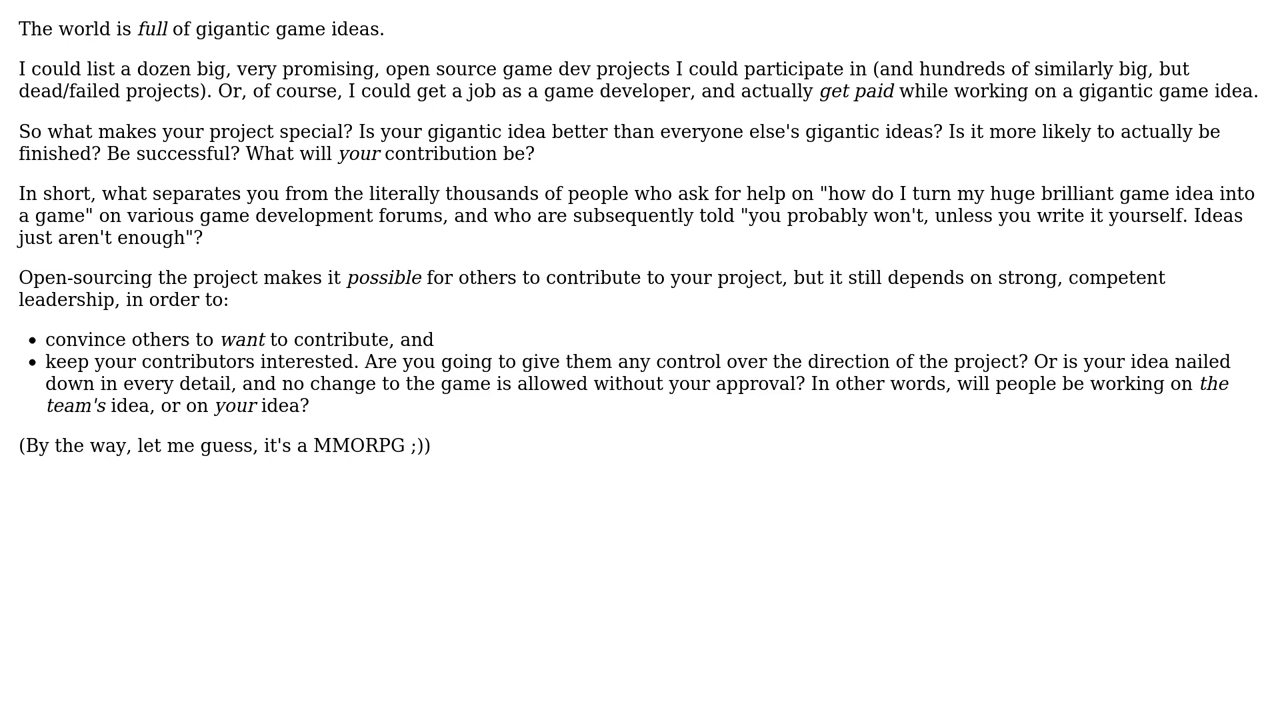 The world is full of gigantic game ideas.
I could list a dozen big, very promising, open source game dev projects I could participate in (and hundreds of similarly big, but
dead/failed projects). Or, of course, I could get a job as a game developer, and actually get paid while working on a gigantic game idea.
So what makes your project special? Is your gigantic idea better than everyone else's gigantic ideas? Is it more likely to actually be
finished? Be successful? What will your contribution be?
In short, what separates you from the literally thousands of people who ask for help on "how do I turn my huge brilliant game idea into
a game" on various game development forums, and who are subsequently told "you probably won't, unless you write it yourself. Ideas
just aren't enough"?
Open-sourcing the project makes it possible for others to contribute to your project, but it still depends on strong, competent
leadership, in order to:
• convince others to want to contribute, and
• keep your contributors interested. Are you going to give them any control over the direction of the project? Or is your idea nailed
down in every detail, and no change to the game is allowed without your approval? In other words, will people be working on the
team's idea, or on your idea?
(By the way, let me guess, it's a MMORPG ;))